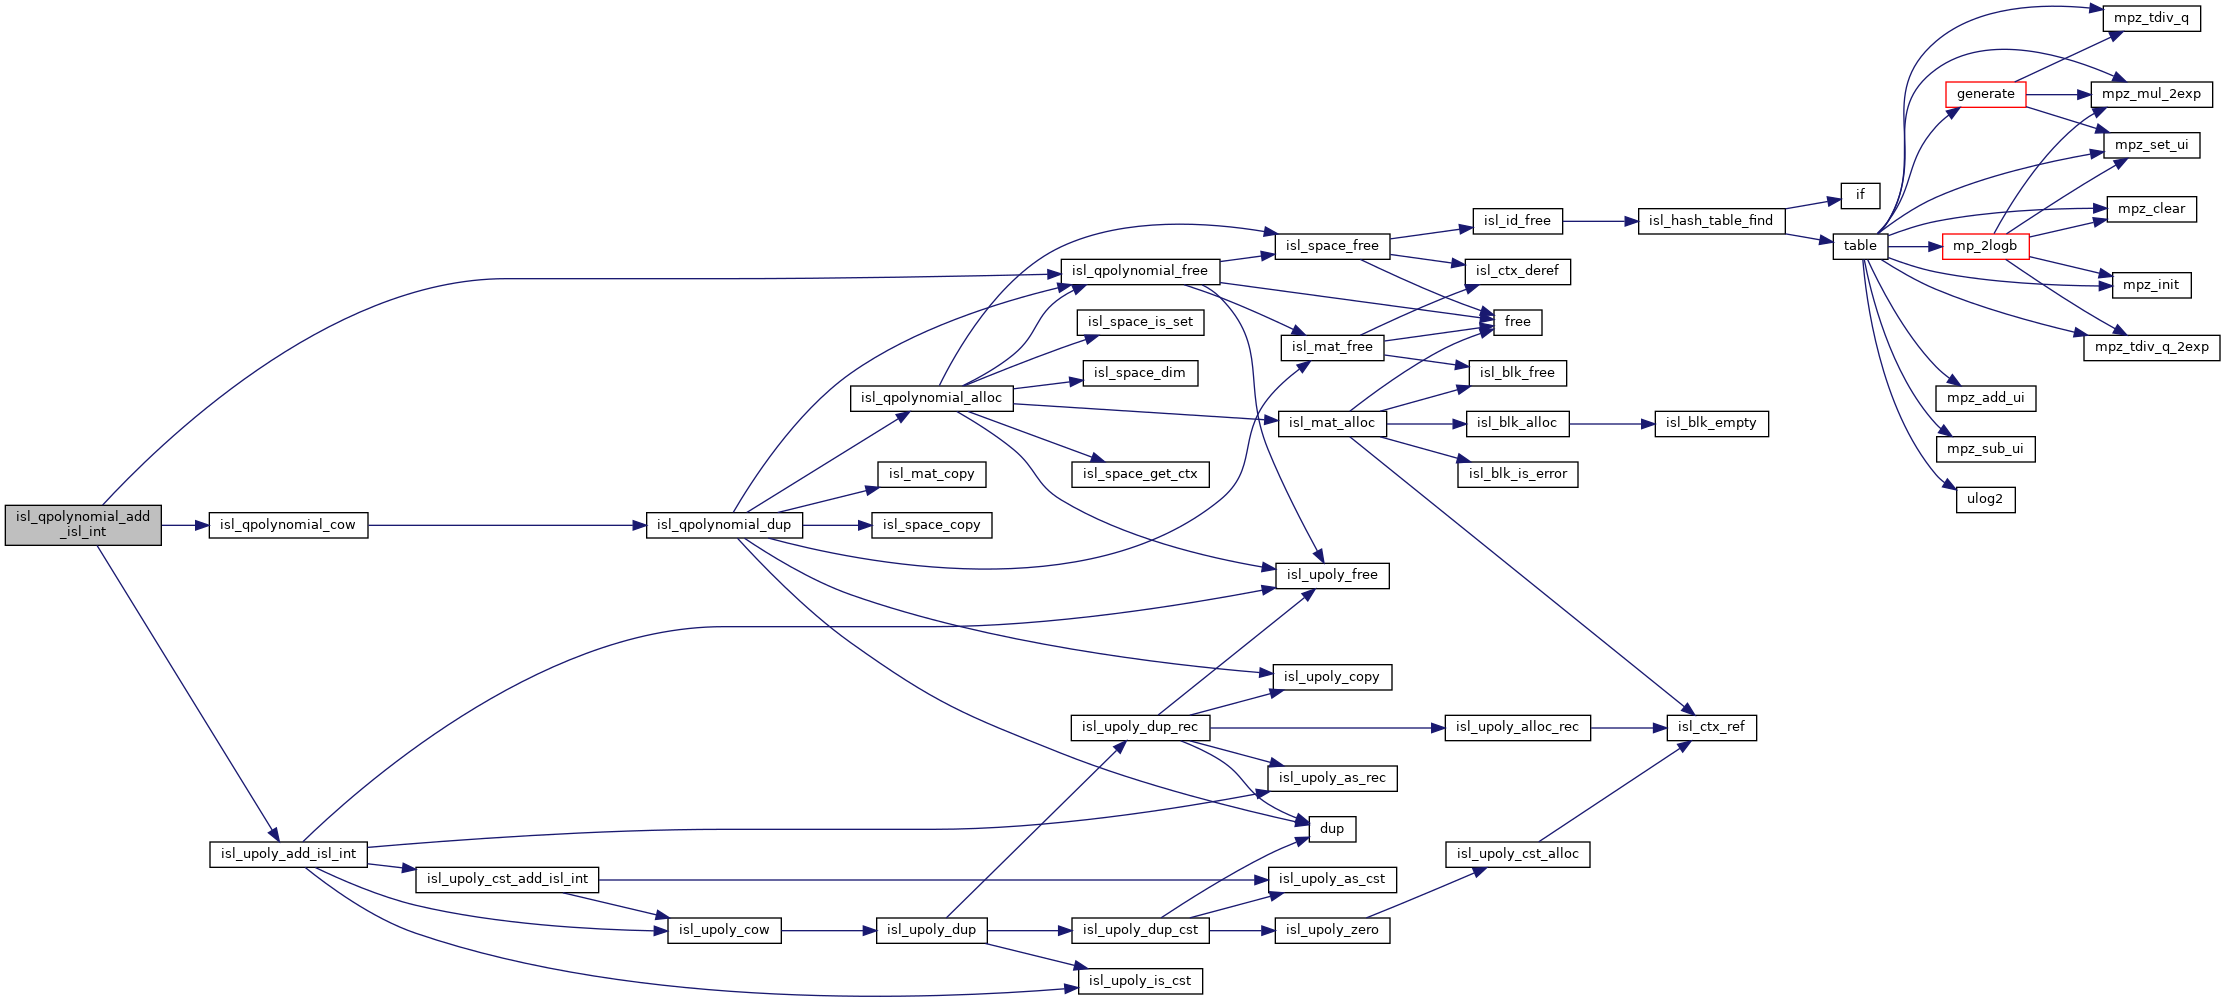 isl_qpolynomial_add
_isl_int
isl_qpolynomial_cow
isl_upoly_add_isl_int
isl_upoly_cst_add_isl_int
isl_qpolynomial_dup
isl_upoly_cow
isl_qpolynomial_alloc
isl_mat_copy
isl_space_copy
isl_upoly_dup
isl_qpolynomial_free
isl_space_is_set
isl_space_dim
isl_space_get_ctx
isl_upoly_dup_rec
isl_upoly_dup_cst
isl_upoly_is_cst
isl_space_free
isl_mat_free
isl_mat_alloc
isl_upoly_free
isl_upoly_copy
isl_upoly_as_rec
dup
isl_upoly_as_cst
isl_upoly_zero
isl_id_free
isl_ctx_deref
free
isl_blk_free
isl_blk_alloc
isl_blk_is_error
isl_upoly_alloc_rec
isl_upoly_cst_alloc
isl_hash_table_find
isl_blk_empty
isl_ctx_ref
if
table
generate
mp_2logb
mpz_add_ui
mpz_sub_ui
ulog2
mpz_tdiv_q
mpz_mul_2exp
mpz_set_ui
mpz_clear
mpz_init
mpz_tdiv_q_2exp